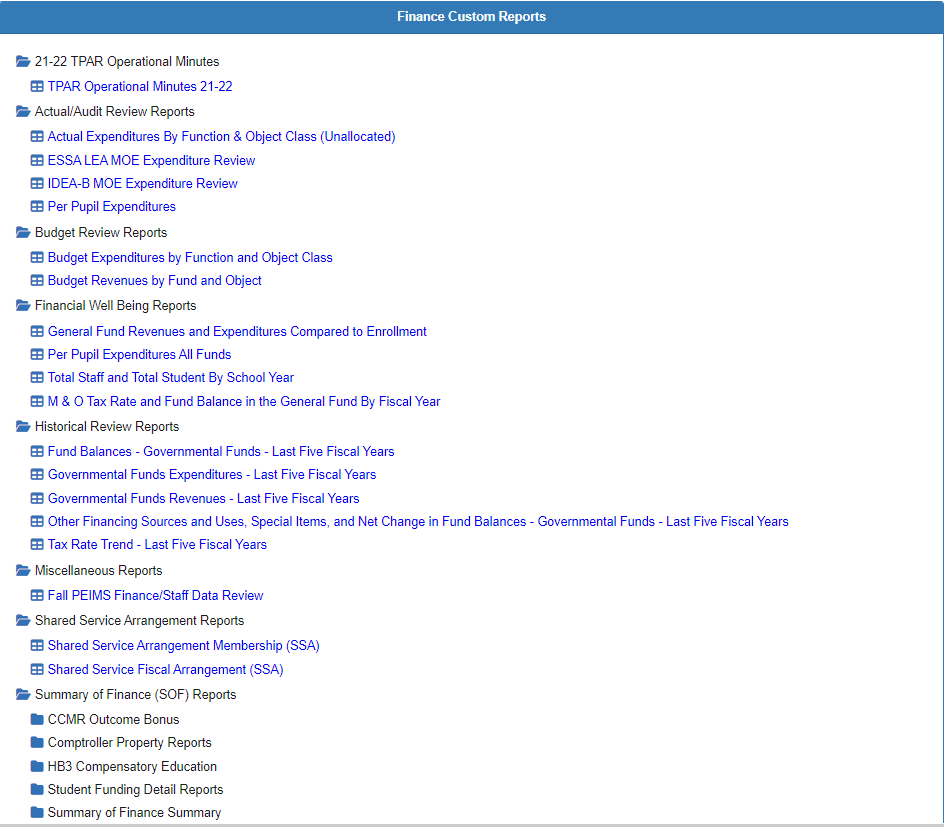 Finance Custom Reports
21-22 TPAR Operational Minutes
TPAR Operational Minutes 21-22
Actual/Audit Review Reports
Actual Expenditures By Function & Object Class (Unallocated)
ESSA LEA MOE Expenditure Review
IDEA-B MOE Expenditure Review
Per Pupil Expenditures
Budget Review Reports
Budget Expenditures by Function and Object Class
Budget Revenues by Fund and Object
Financial Well Being Reports
General Fund Revenues and Expenditures Compared to Enrollment
Per Pupil Expenditures All Funds
Total Staff and Total Student By School Year
M & O Tax Rate and Fund Balance in the General Fund By Fiscal Year
Historical Review Reports
Fund Balances - Governmental Funds - Last Five Fiscal Years
Governmental Funds Expenditures - Last Five Fiscal Years
Governmental Funds Revenues - Last Five Fiscal Years
Other Financing Sources and Uses, Special Items, and Net Change in Fund Balances - Governmental Funds - Last Five Fiscal Years
Tax Rate Trend - Last Five Fiscal Years
Miscellaneous Reports
Fall PEIMS Finance/Staff Data Review
Shared Service Arrangement Reports
Shared Service Arrangement Membership (SSA)
Shared Service Fiscal Arrangement (SSA)
Summary of Finance (SOF) Reports
CCMR Outcome Bonus
Comptroller Property Reports
HB3 Compensatory Education
Student Funding Detail Reports
Summary of Finance Summary